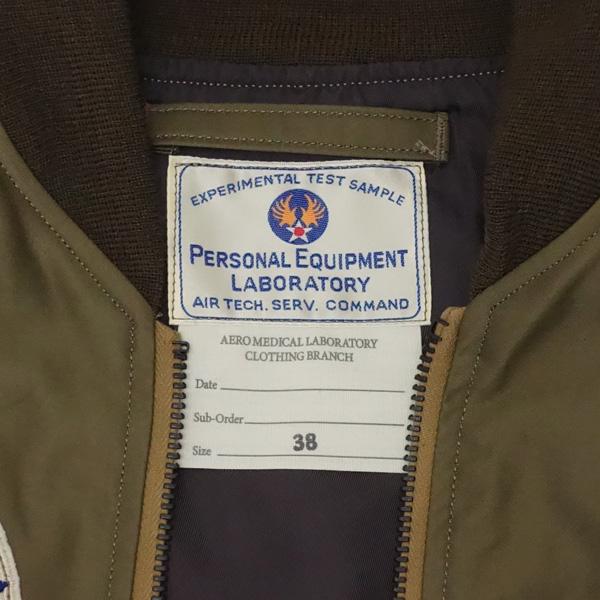 EXPERIMENTAL TEST SAMPLE
PERSONAL EQUIPMENT
LABORATORY
AIR TECH. SERV. COMMAND
AERO MEDICAL LABORATORY
CLOTHING BRANCH
Date
Sub-Order
Size 38